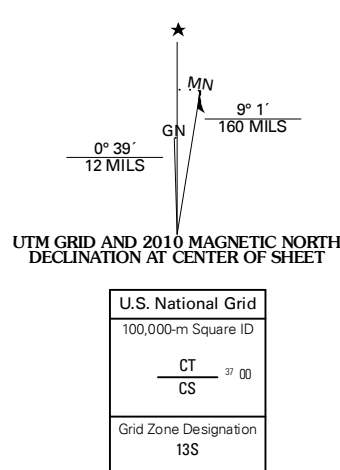 ★
MN
GN
9° 1´
160 MILS
0° 39´
12 MILS
UTM GRID AND 2010 MAGNETIC NORTH
DECLINATION AT CENTER OF SHEET
U.S. National Grid
100,000-m Square ID
CT
CS
37 00
Grid Zone Designation
13S